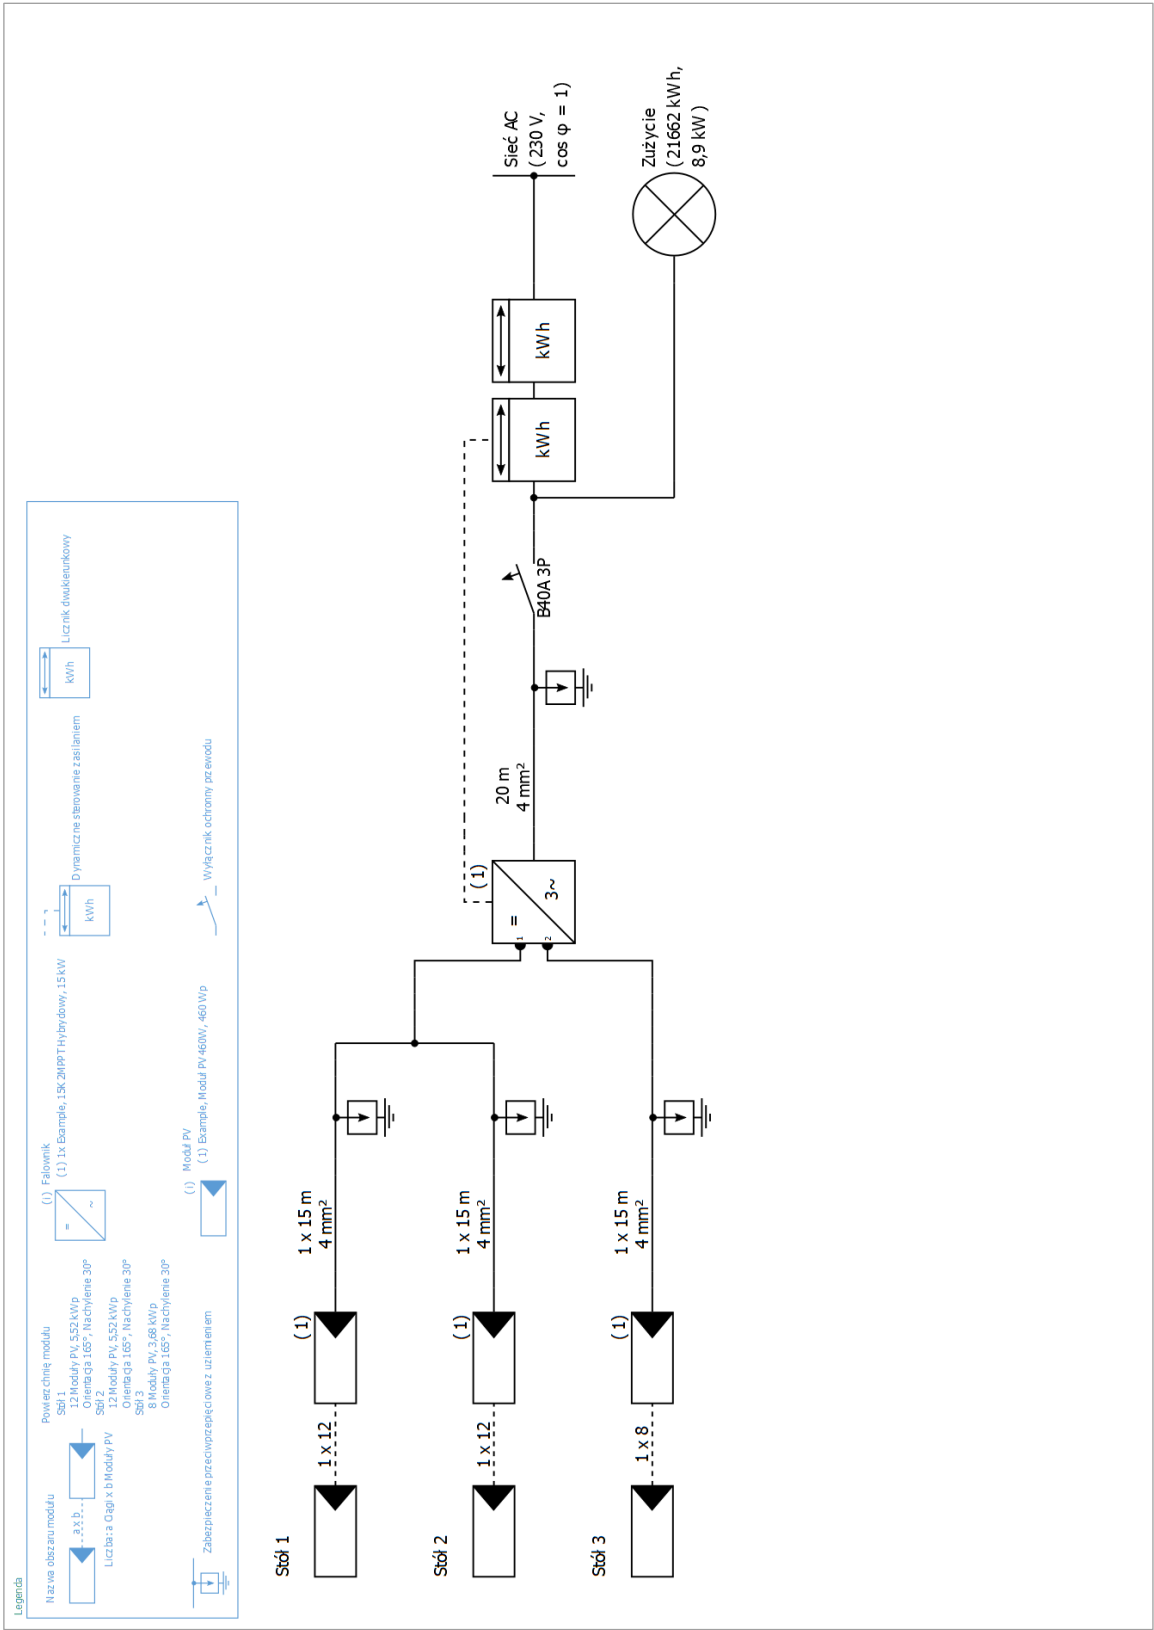 Legenda
Nazwa obszaru modułu
a x b
Liczba: a Ciągi x b Moduły PV
Powierzchnię modułu
Stół 1
12 Moduły PV, 5,52 kWp
Orientacja 165°, Nachylenie 30°
Stół 2
12 Moduły PV, 5,52 kWp
Orientacja 165°, Nachylenie 30°
Stół 3
8 Moduły PV, 3,68 kWp
Orientacja 165°, Nachylenie 30°
(i) Falownik
(1) 1x Example, 15K 2MPPT Hybrydowy, 15 kW
=
~
kWh
Dynamiczne sterowanie zasilaniem
kWh
Licznik dwukierunkowy
Zabezpieczenie przeciwprzepięciowe z uziemieniem
(i) Moduł PV
(1) Example, Moduł PV 460W, 460 Wp
Wyłącznik ochronny przewodu
Stół 1
1 x 12
(1)
1 x 15 m
4 mm²
Stół 2
1 x 12
(1)
1 x 15 m
4 mm²
Stół 3
1 x 8
(1)
1 x 15 m
4 mm²
(1)
=
3~
1
2
20 m
4 mm²
B40A 3P
kWh
kWh
Sieć AC
(230 V,
cos φ = 1)
Zużycie
(21662 kWh,
8,9 kW)